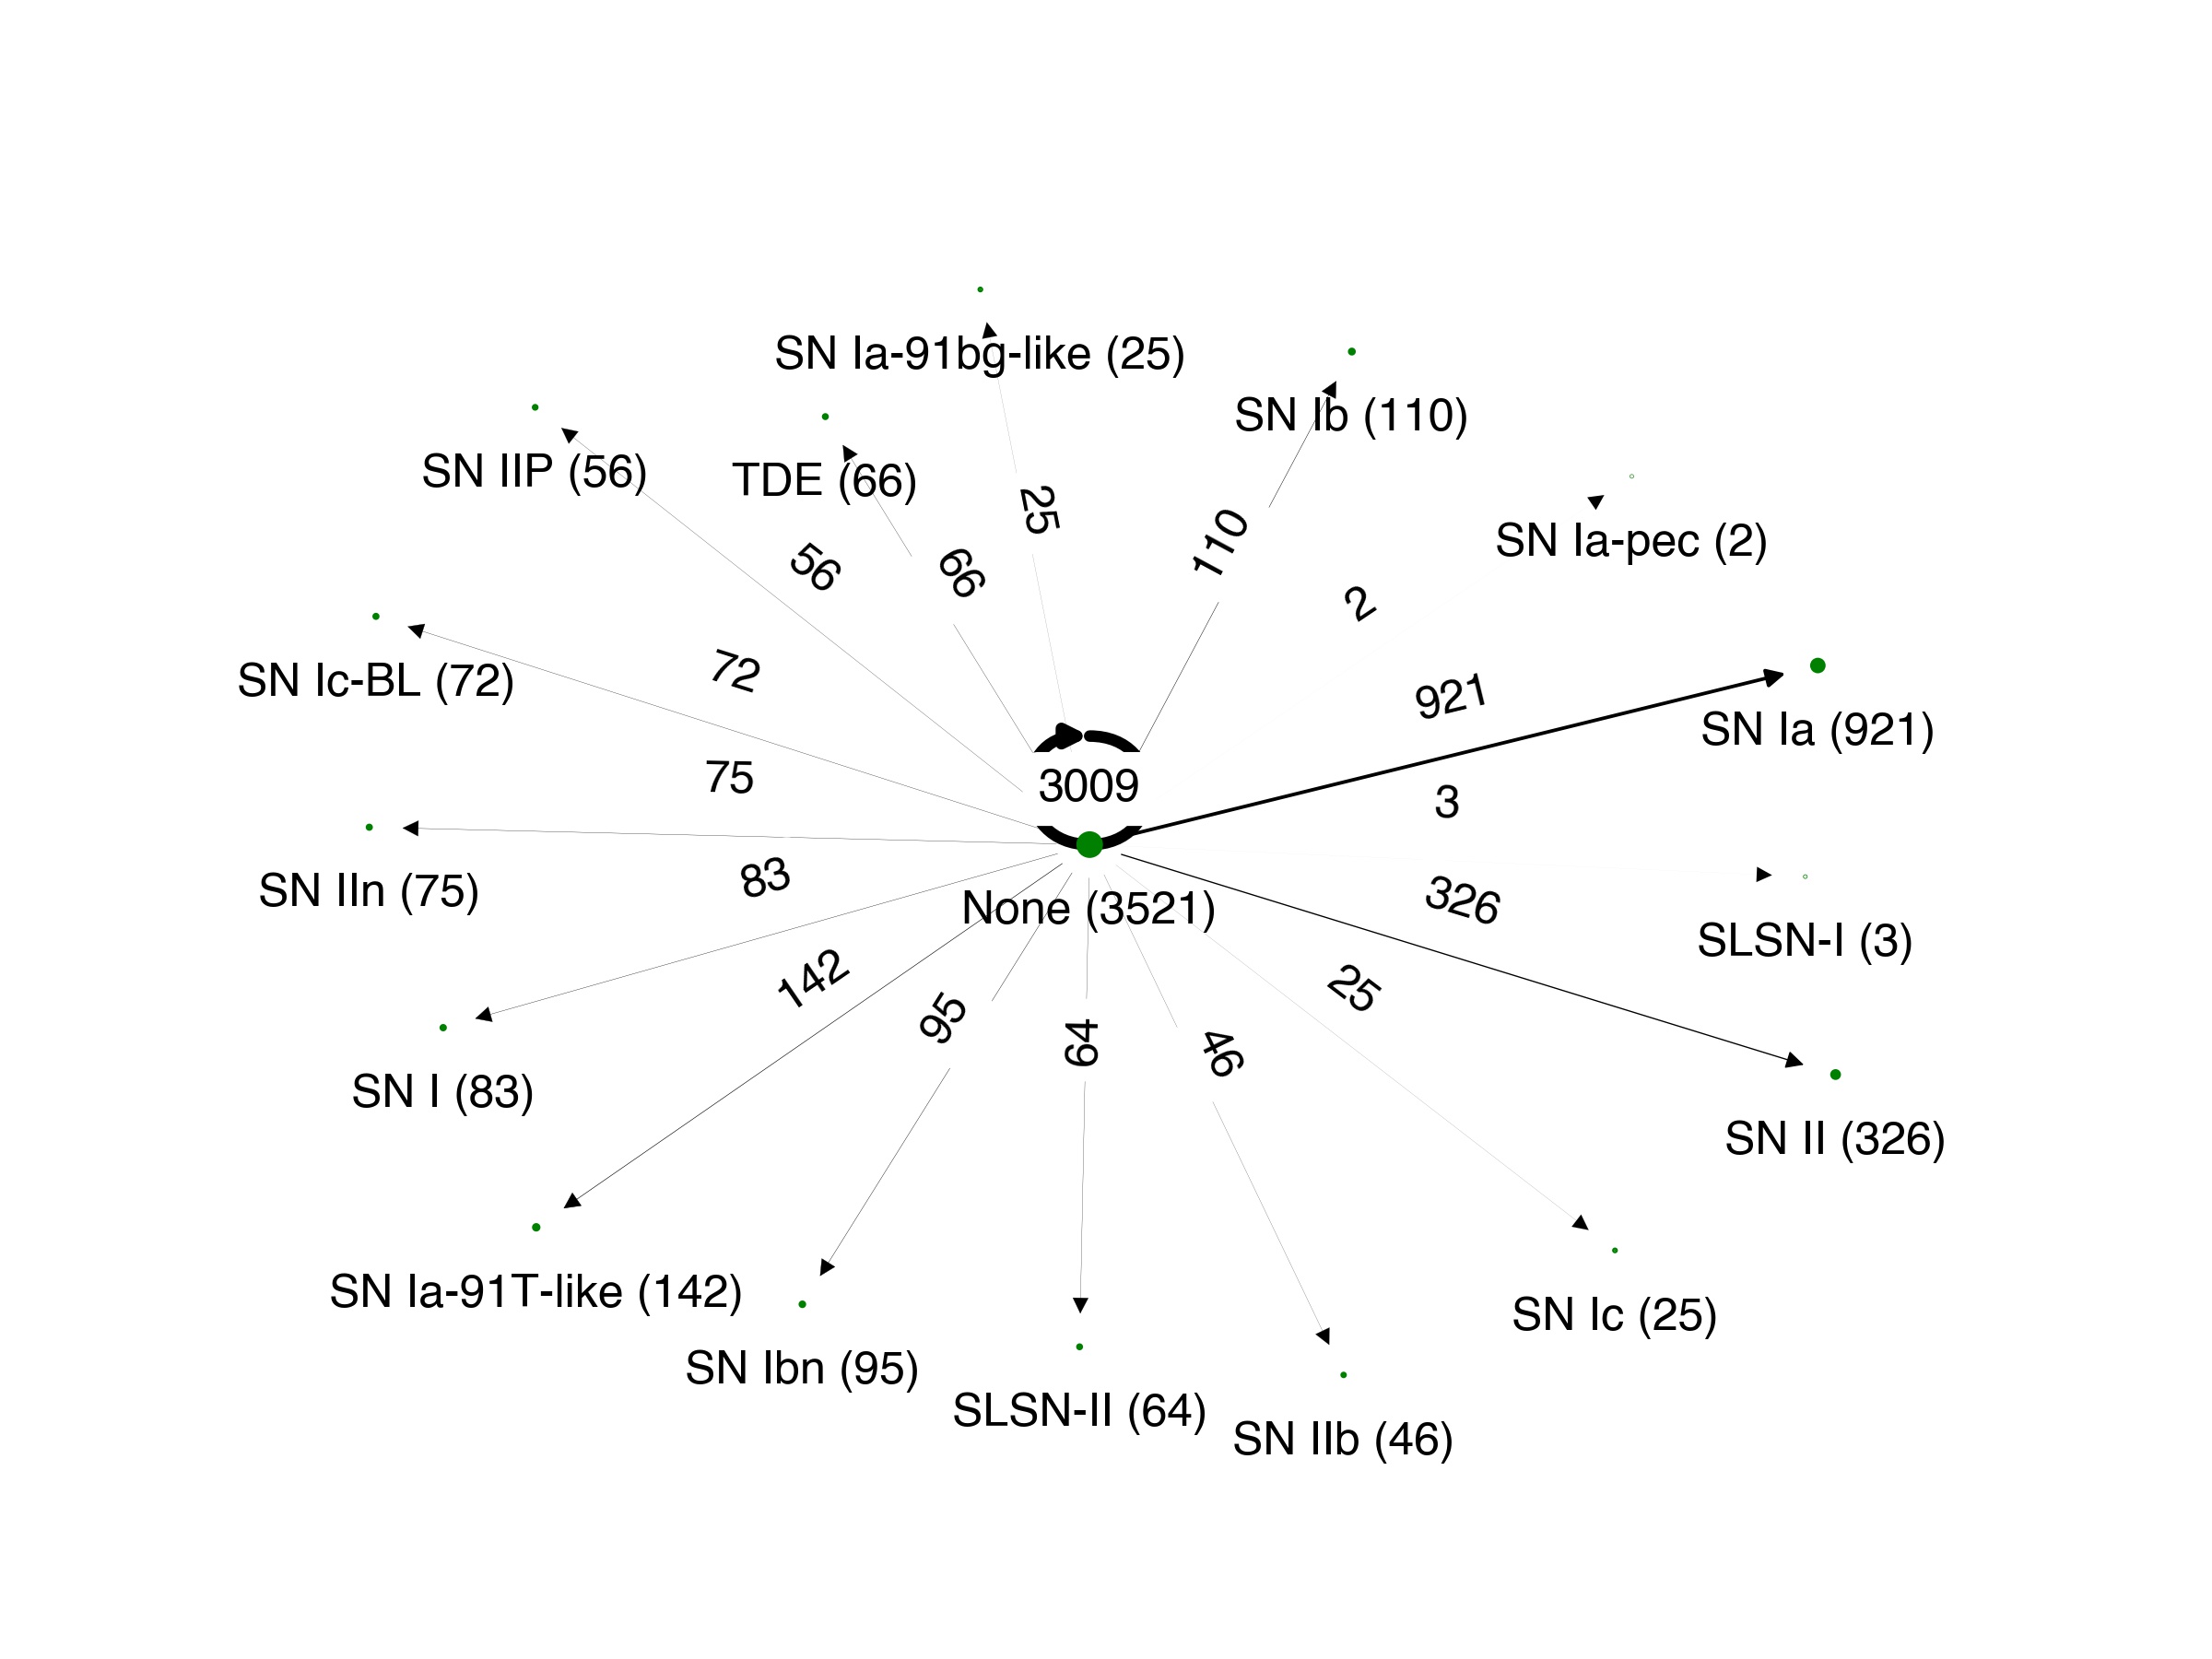 SN Ia-91bg-like (25)
SN Ib (110)
SN IIP (56)
TDE (66)
25
110
SN Ia-pec (2)
56
66
2
72
SN Ic-BL (72)
921
SN Ia (921)
75
3009
3
SN IIn (75)
83
None (3521)
326
SLSN-I (3)
142
95
64
46
25
SN I (83)
SN II (326)
SN Ia-91T-like (142)
SN Ic (25)
SN Ibn (95)
SLSN-II (64)
SN IIb (46)